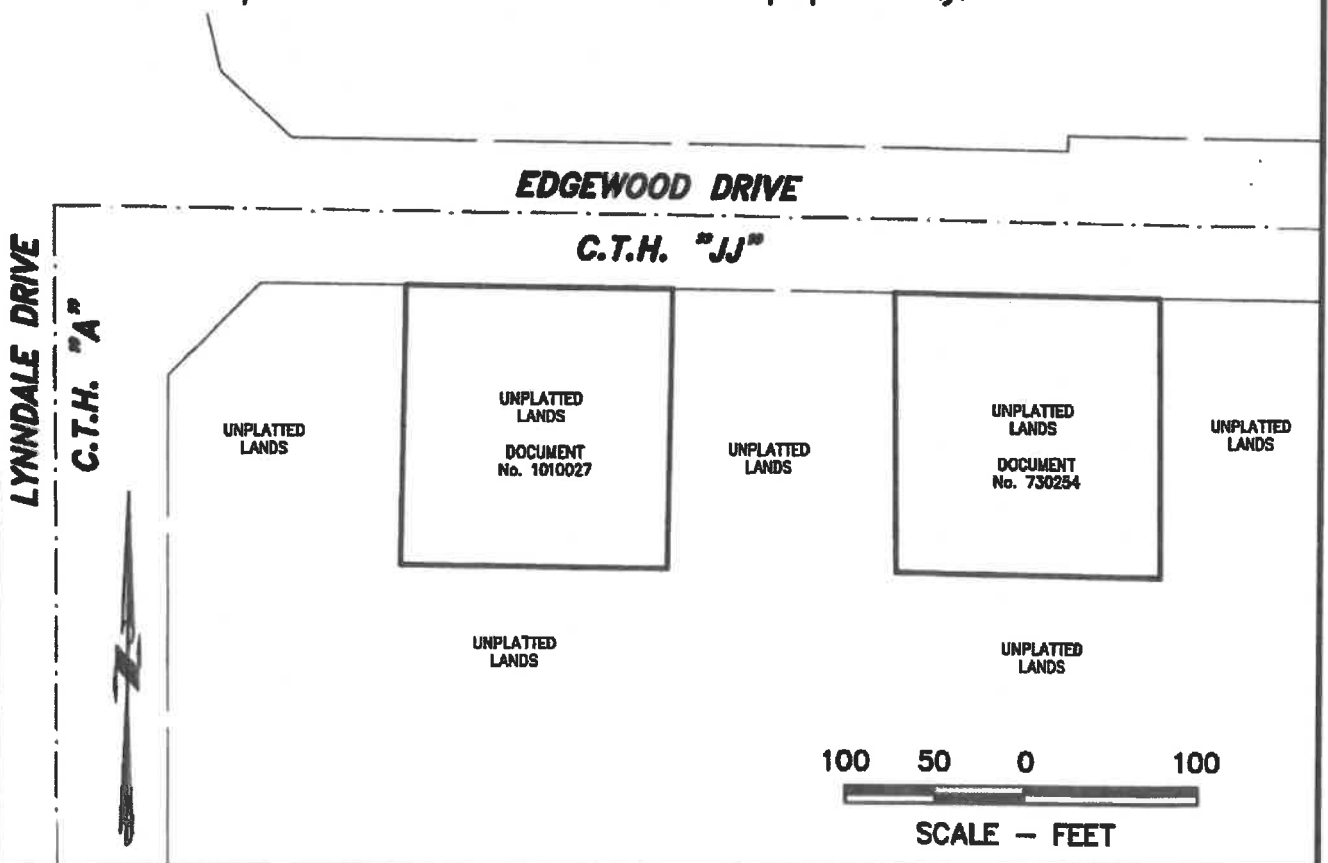 EDGEWOOD DRIVE
C.T.H. "JJ"
LYNNDALE DRIVE
C.T.H. "A"
UNPLATTED
LANDS
UNPLATTED
LANDS
DOCUMENT
No. 1010027
UNPLATTED
LANDS
UNPLATTED
LANDS
DOCUMENT
No. 730254
UNPLATTED
LANDS
UNPLATTED
LANDS
UNPLATTED
LANDS
N
100 50 0 100
SCALE – FEET